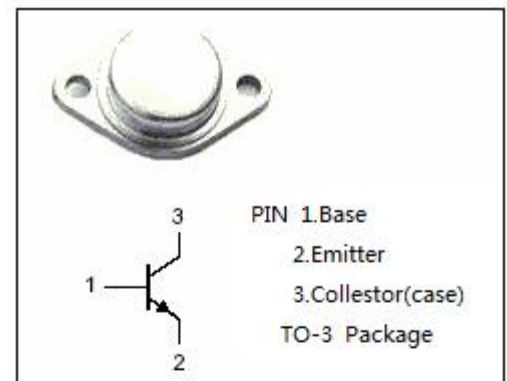 3
1
2
PIN 1.Base
2.Emitter
3.Collestor(case)
TO-3 Package